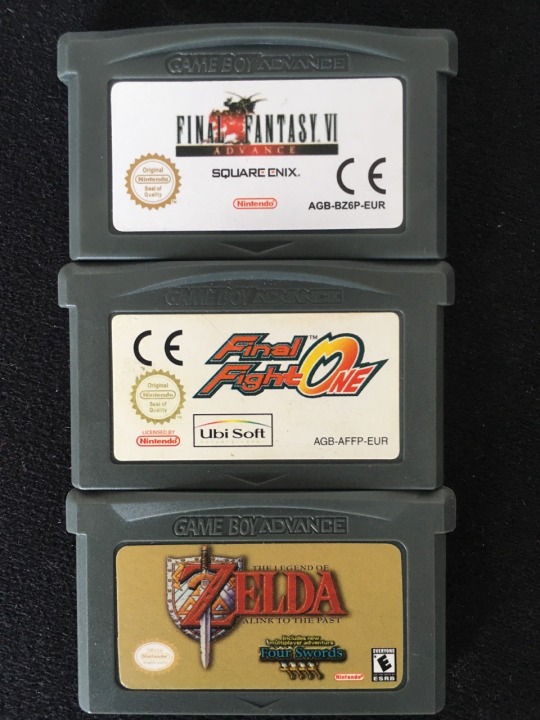 GAME BOY ADVANCE
FINAL FANTASY VI
ADVANCE
SQUARE ENIX.
Original
Nintendo
Seal of
Quality
CE
Nintendo
AGB-BZ6P-EUR
GAME BOY ADVANCE
CE
Final
Fight ONE
TM
Original
Nintendo
Seal of
Quality
LICENSED BY
Nintendo
Ubi Soft
AGB-AFFP-EUR
GAME BOY ADVANCE
THE LEGEND OF
ZELDA
A LINK TO THE PAST
Includes new
multiplayer adventure
Four Swords
Nintendo
EVERYONE
E
ESRB